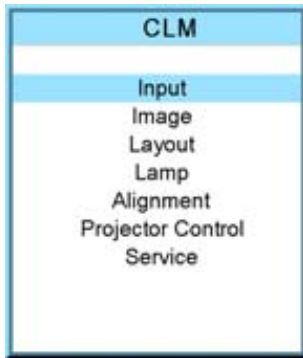 CLM
Input
Image
Layout
Lamp
Alignment
Projector Control
Service